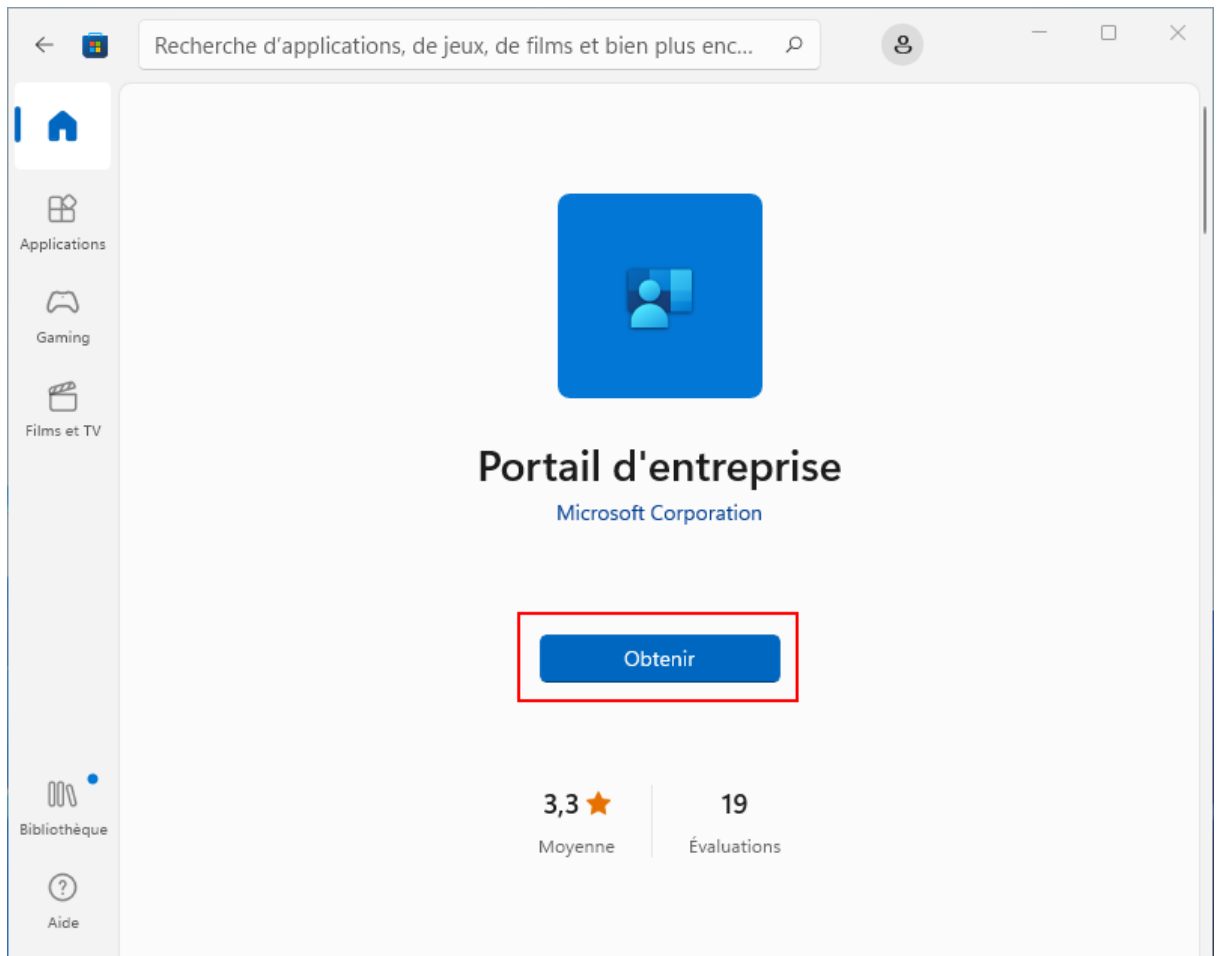 Recherche d’applications, de jeux, de films et bien plus enc...
Applications
Gaming
Films et TV
Portail d'entreprise
Microsoft Corporation
Obtenir
3,3
19
Moyenne
Évaluations
Bibliothèque
Aide